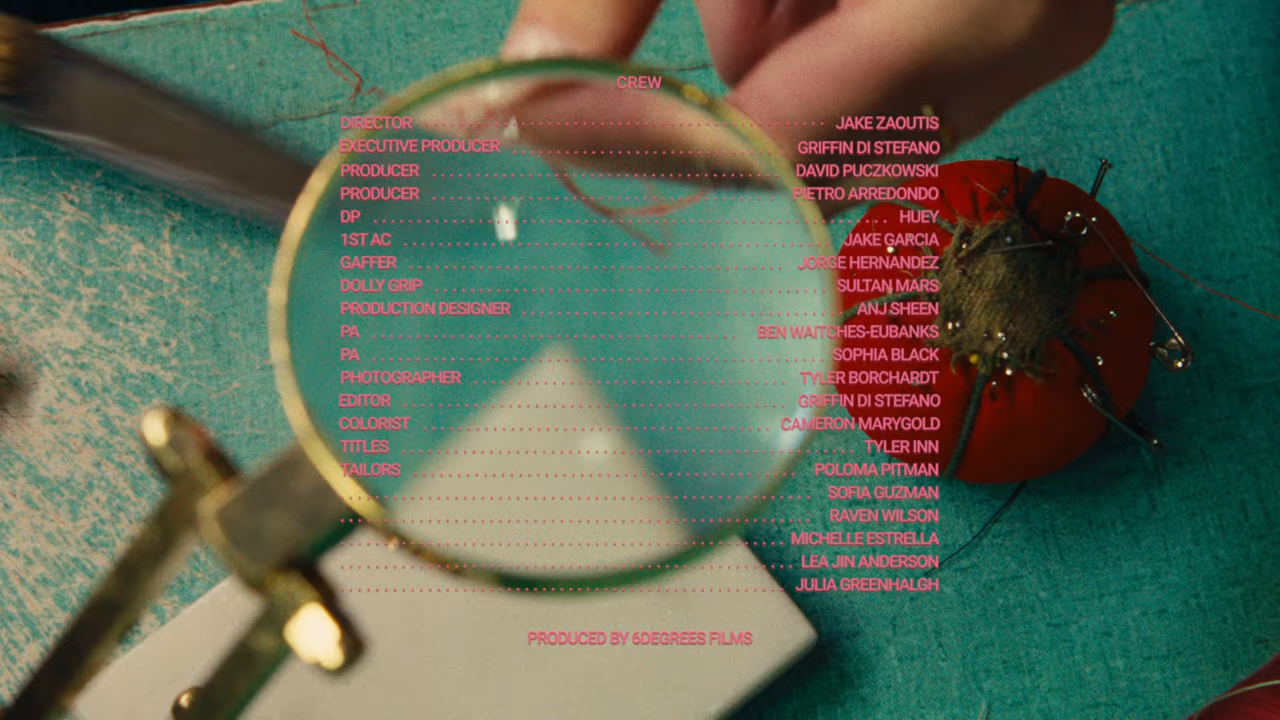 CREW
DIRECTOR JAKE ZAOUTIS
EXECUTIVE PRODUCER GRIFFIN DI STEFANO
PRODUCER DAVID PUCZKOWSKI
PRODUCER PIETRO ARREDONDO
DP HUEY
1ST AC JAKE GARCIA
GAFFER JORGE HERNANDEZ
DOLLY GRIP SULTAN MARS
PRODUCTION DESIGNER ANJ SHEEN
PA BEN WAITCHES-EUBANKS
PA SOPHIA BLACK
PHOTOGRAPHER TYLER BORCHARDT
EDITOR GRIFFIN DI STEFANO
COLORIST CAMERON MARYGOLD
TITLES TYLER INN
TAILORS POLOMA PITMAN
SOFIA GUZMAN
RAVEN WILSON
MICHELLE ESTRELLA
LEA JIN ANDERSON
JULIA GREENHALGH
PRODUCED BY 6DEGREES FILMS